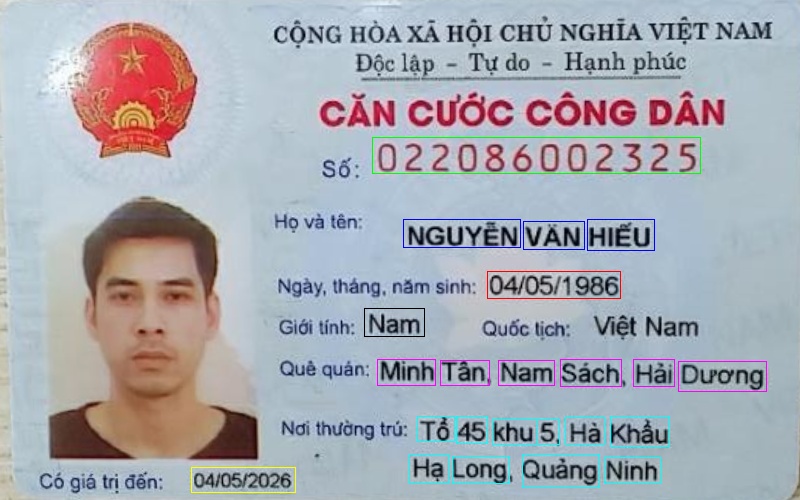 CỘNG HÒA XÃ HỘI CHỦ NGHĨA VIỆT NAM
Độc lập - Tự do - Hạnh phúc
CĂN CƯỚC CÔNG DÂN
Số: 022086002325
Họ và tên: NGUYỄN VĂN HIẾU
Ngày, tháng, năm sinh: 04/05/1986
Giới tính: Nam Quốc tịch: Việt Nam
Quê quán: Minh Tân, Nam Sách, Hải Dương
Nơi thường trú: Tổ 45 khu 5, Hà Khẩu
Hạ Long, Quảng Ninh
Có giá trị đến: 04/05/2026